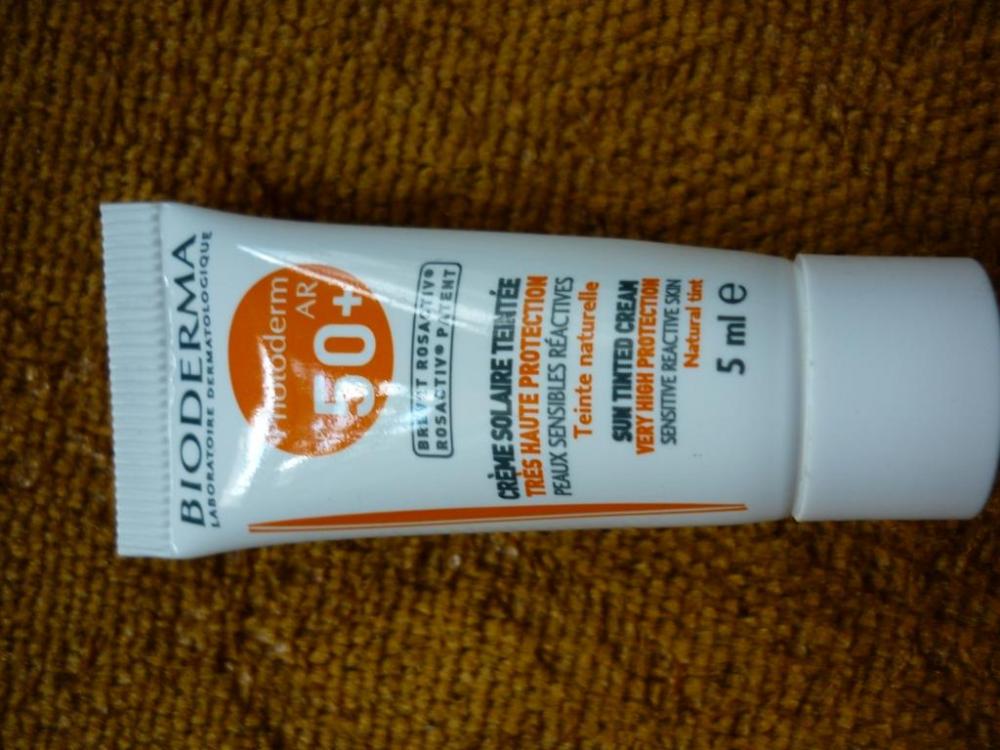 BIODERMA
LABORATOIRE DERMATOLOGIQUE
Photoderm
AR
50+
BREVET ROSACTIV®
ROSACTIV® PATENT
CRÈME SOLAIRE TEINTÉE
TRÈS HAUTE PROTECTION
PEAUX SENSIBLES RÉACTIVES
Teinte naturelle
SUN TINTED CREAM
VERY HIGH PROTECTION
SENSITIVE REACTIVE SKIN
Natural tint
5 ml e